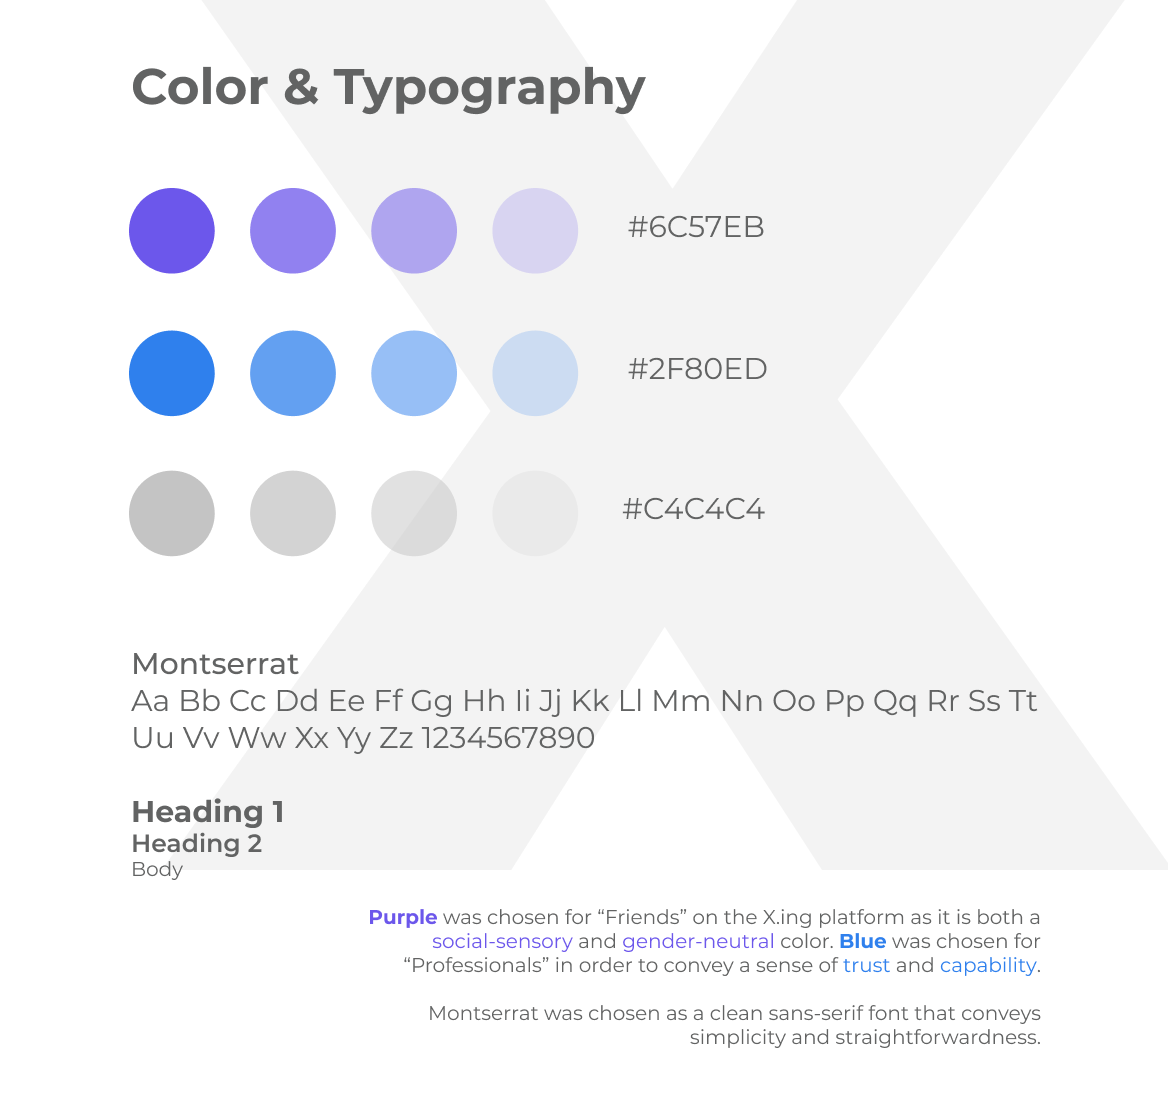 Color & Typography
#6C57EB
#2F80ED
#C4C4C4
Montserrat
Aa Bb Cc Dd Ee Ff Gg Hh Ii Jj Kk Ll Mm Nn Oo Pp Qq Rr Ss Tt
Uu Vv Ww Xx Yy Zz 1234567890
Heading 1
Heading 2
Body
Purple was chosen for “Friends” on the X.ing platform as it is both a
social-sensory and gender-neutral color. Blue was chosen for
“Professionals” in order to convey a sense of trust and capability.
Montserrat was chosen as a clean sans-serif font that conveys
simplicity and straightforwardness.